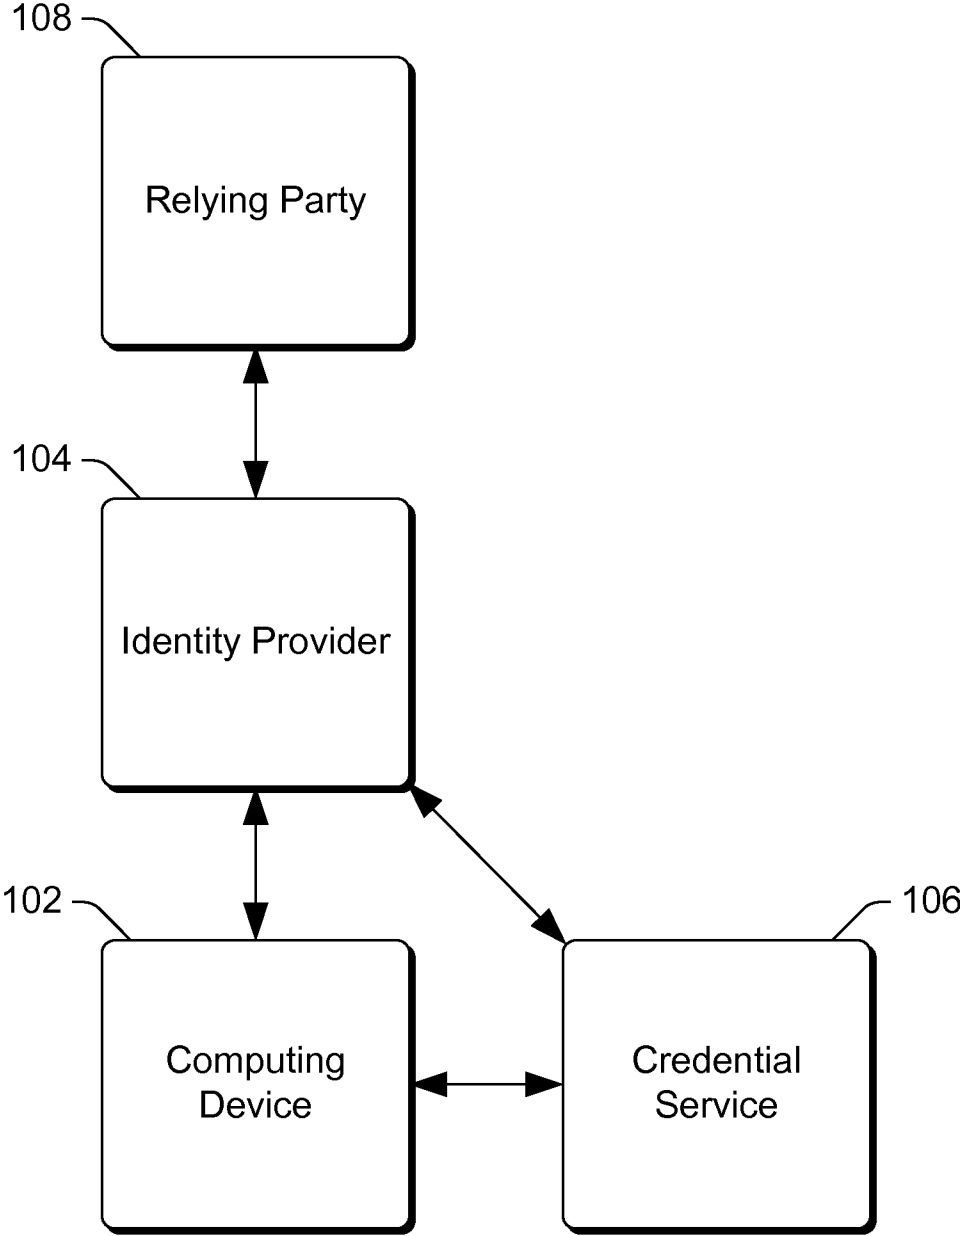 108
Relying Party
104
Identity Provider
102
106
Computing
Device
Credential
Service